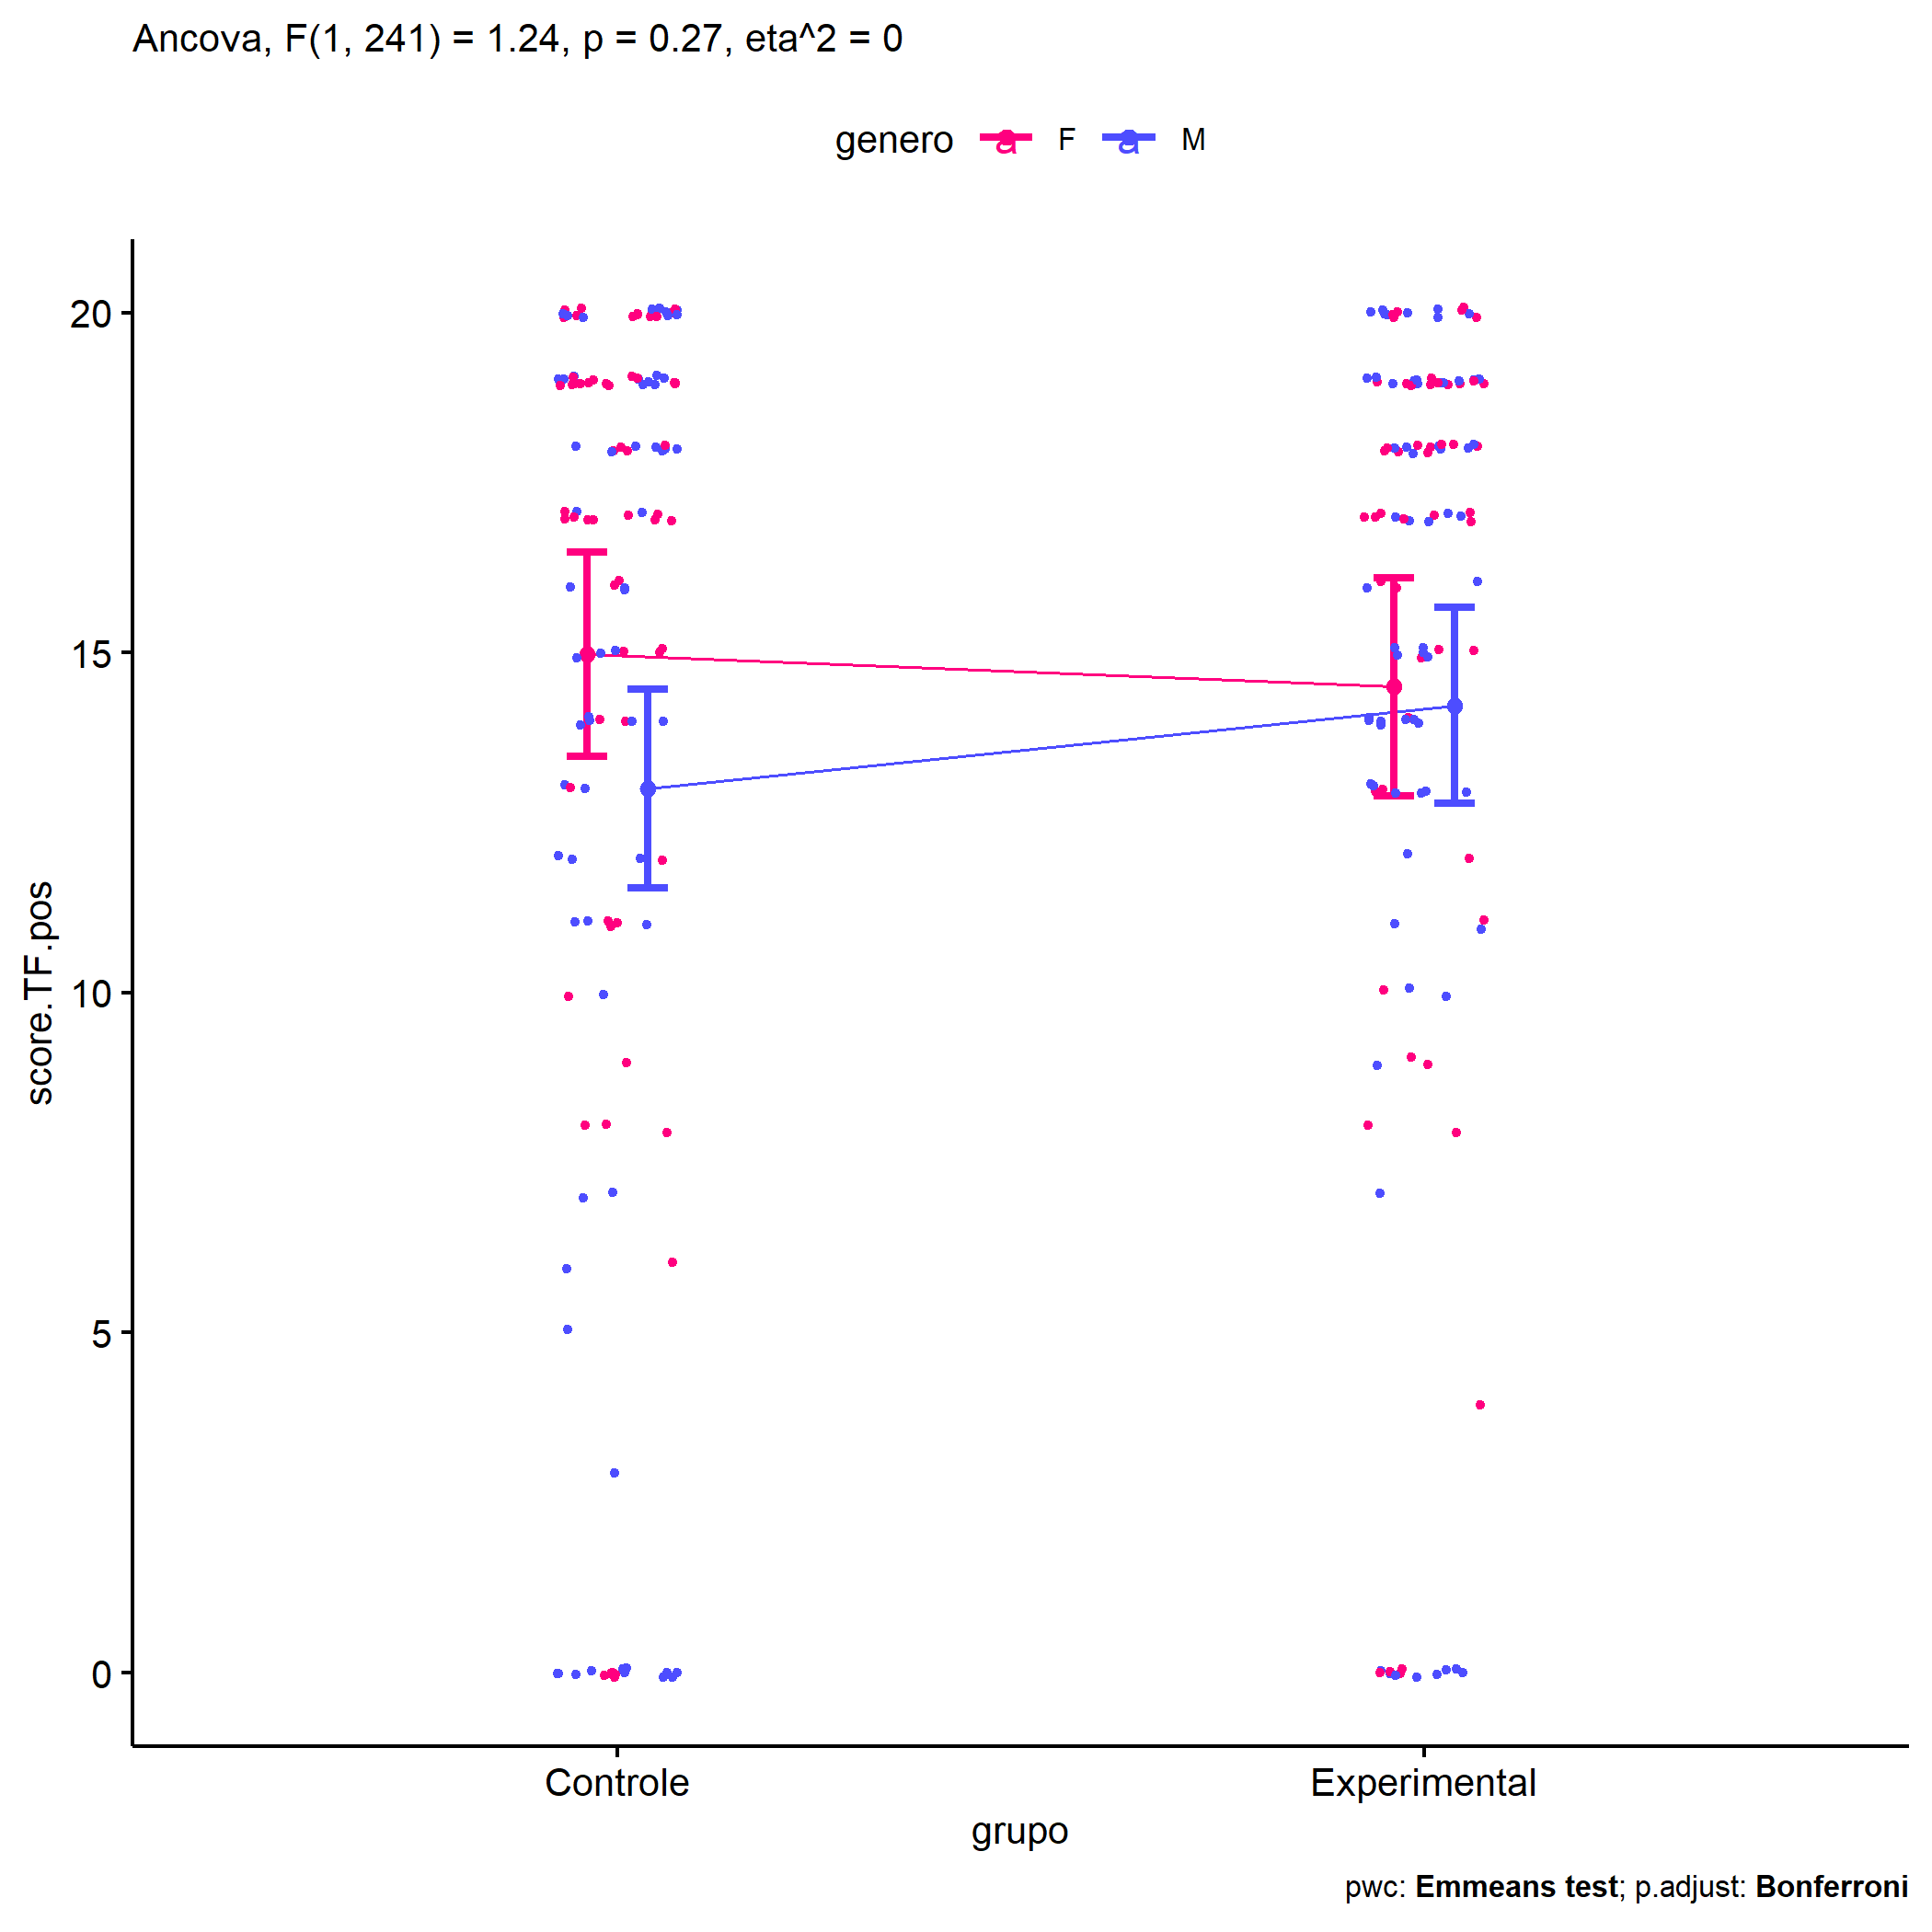 Ancova, F(1, 241) = 1.24, p = 0.27, eta^2 = 0
genero a F a M
20
15
10
5
0
score.TF.pos
Controle Experimental
grupo
pwc: Emmeans test; p.adjust: Bonferroni